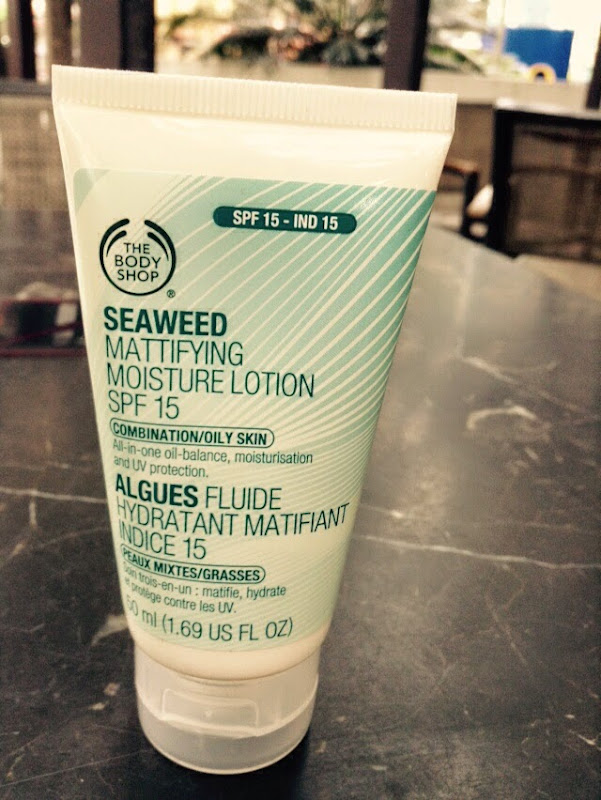 SPF 15 - IND 15
THE
BODY
SHOP
®
SEAWEED
MATTIFYING
MOISTURE LOTION
SPF 15
COMBINATION/OILY SKIN
All-in-one oil-balance, moisturisation
and UV protection.
ALGUES FLUIDE
HYDRATANT MATIFIANT
INDICE 15
PEAUX MIXTES/GRASSES
Soin trois-en-un : matifie, hydrate
et protège contre les UV.
50 ml (1.69 US FL OZ)